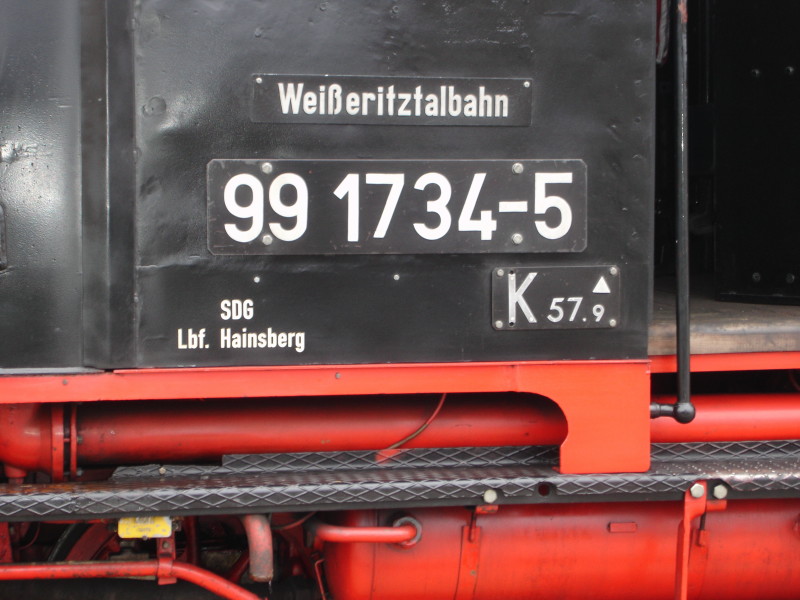 Weißeritztalbahn
99 1734-5
K 57.9
SDG
Lbf. Hainsberg